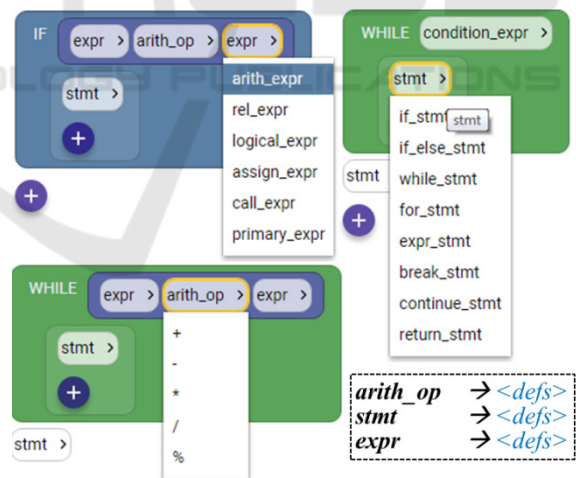 IF expr > arith_op > expr >
stmt >
+
+
arith_expr
rel_expr
logical_expr
assign_expr
call_expr
primary_expr
WHILE condition_expr >
stmt >
stmt >
+
if_stmt
stmt
if_else_stmt
while_stmt
for_stmt
expr_stmt
break_stmt
continue_stmt
return_stmt
WHILE expr > arith_op > expr >
stmt >
+
stmt >
+
-
*
/
%
arith_op → <defs>
stmt → <defs>
expr → <defs>